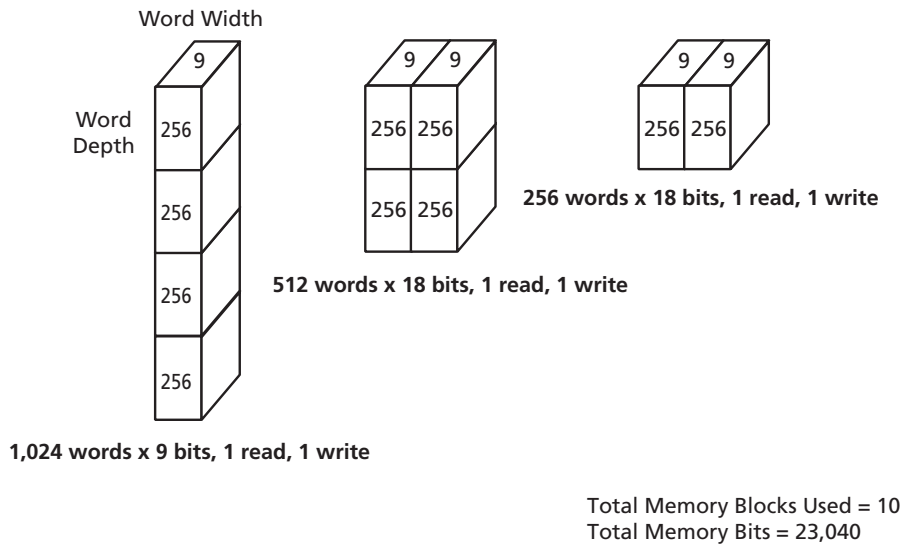 Word Width
9
9 9
9 9
Word
Depth
256
256 256
256 256
256
256 256
256 words x 18 bits, 1 read, 1 write
512 words x 18 bits, 1 read, 1 write
256
256
1,024 words x 9 bits, 1 read, 1 write
Total Memory Blocks Used = 10
Total Memory Bits = 23,040